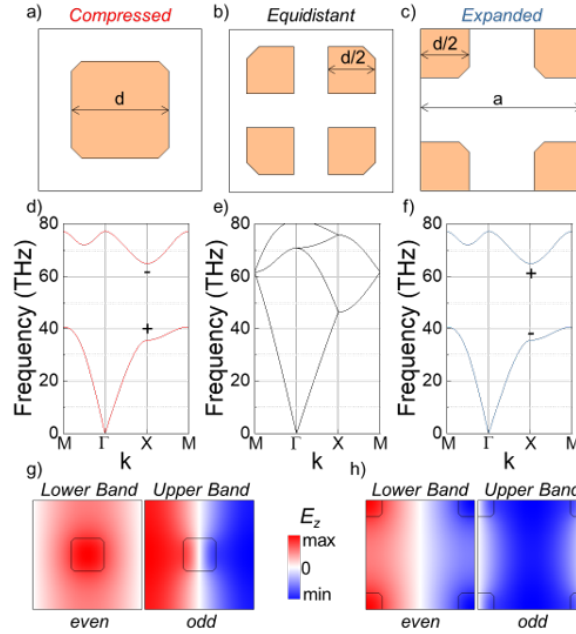 a) Compressed
b) Equidistant
c) Expanded
d
d/2
d/2
a
d)
e)
f)
Frequency (THz)
80
60
40
20
0
-
+
M Γ X M
k
Frequency (THz)
80
60
40
20
0
M Γ X M
k
Frequency (THz)
80
60
40
20
0
+
-
M Γ X M
k
g)
Lower Band Upper Band
even odd
E_z
max
0
min
h)
Lower Band Upper Band
even odd